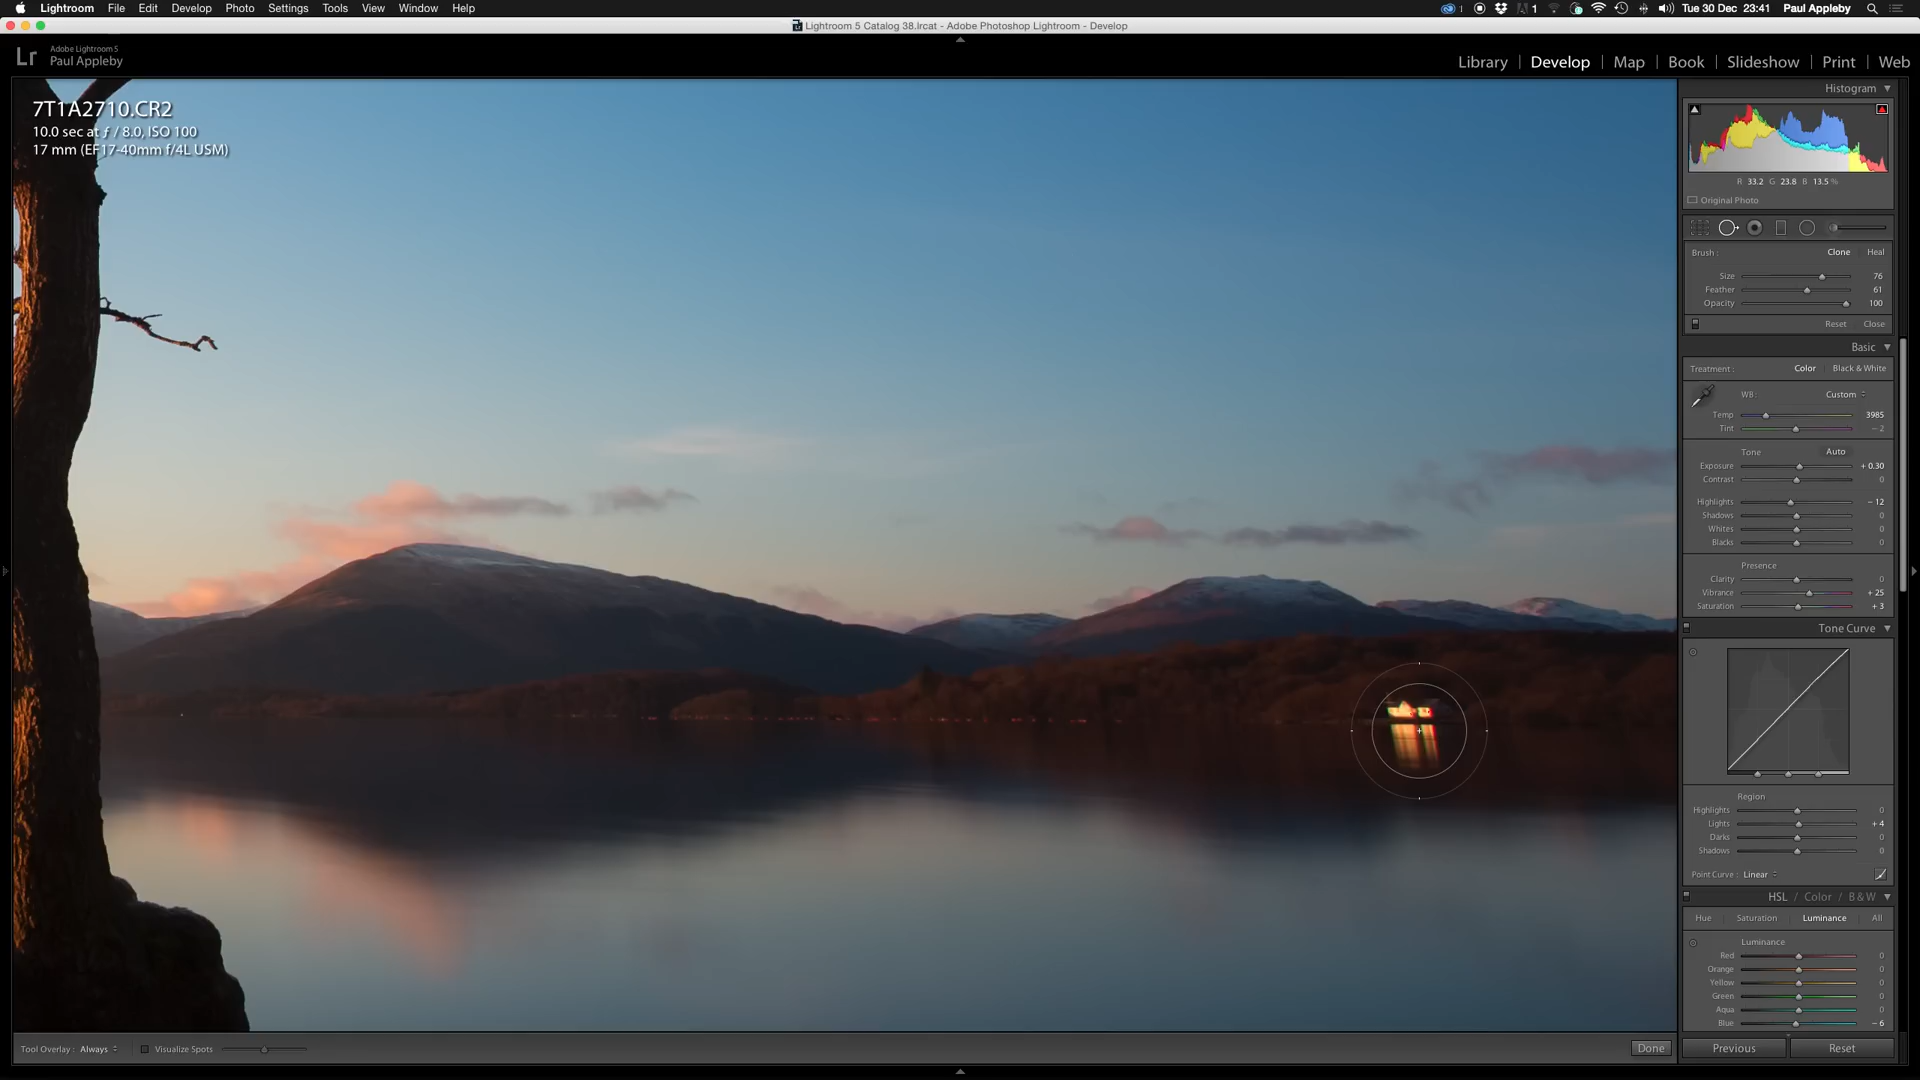 Lightroom File Edit Develop Photo Settings Tools View Window Help 1 1 Tue 30 Dec 23:41 Paul Appleby
Lightroom 5 Catalog 38.lrcat - Adobe Photoshop Lightroom - Develop
Lr Adobe Lightroom 5
Paul Appleby
Library | Develop | Map | Book | Slideshow | Print | Web
7T1A2710.CR2
10.0 sec at ƒ / 8.0, ISO 100
17 mm (EF17-40mm f/4L USM)
Histogram
R 33.2 G 23.8 B 13.5 %
Original Photo
Brush : Clone Heal
Size 76
Feather 61
Opacity 100
Reset Close
Basic
Treatment : Color Black & White
WB : Custom
Temp 3985
Tint - 2
Tone Auto
Exposure + 0.30
Contrast 0
Highlights - 12
Shadows 0
Whites 0
Blacks 0
Presence
Clarity 0
Vibrance + 25
Saturation + 3
Tone Curve
Region
Highlights 0
Lights + 4
Darks 0
Shadows 0
Point Curve : Linear
HSL / Color / B & W
Hue Saturation Luminance All
Luminance
Red 0
Orange 0
Yellow 0
Green 0
Aqua 0
Blue - 6
Tool Overlay : Always Visualize Spots Done
Previous Reset